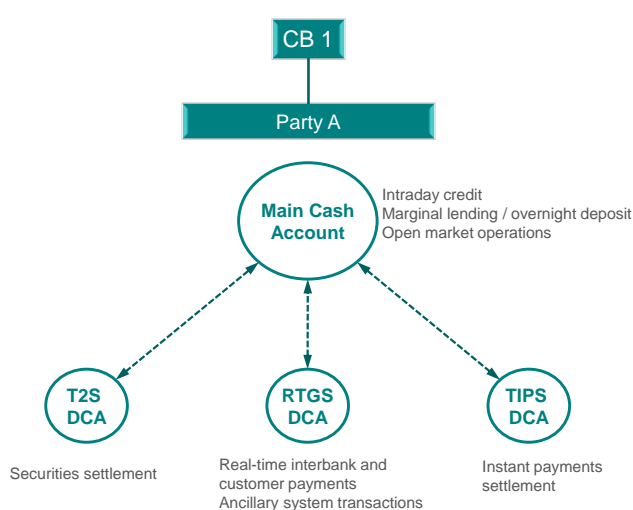 CB 1
Party A
Main Cash
Account
Intraday credit
Marginal lending / overnight deposit
Open market operations
T2S
DCA
RTGS
DCA
TIPS
DCA
Securities settlement
Real-time interbank and
customer payments
Ancillary system transactions
Instant payments
settlement